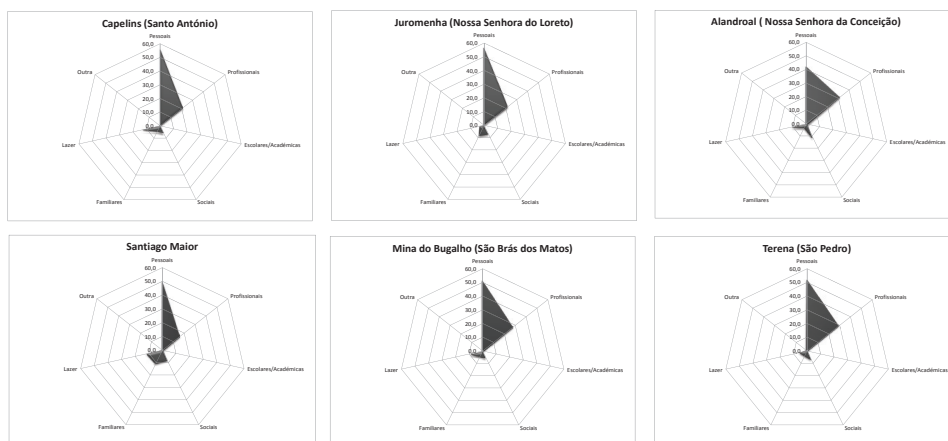 Capelins (Santo António)
Pessoais
60,0
50,0
40,0
30,0
20,0
10,0
0,0
Profissionais
Escolares/Académicas
Sociais
Familiares
Lazer
Outra
Juromenha (Nossa Senhora do Loreto)
Pessoais
60,0
50,0
40,0
30,0
20,0
10,0
0,0
Profissionais
Escolares/Académicas
Sociais
Familiares
Lazer
Outra
Alandroal ( Nossa Senhora da Conceição)
Pessoais
60,0
50,0
40,0
30,0
20,0
10,0
0,0
Profissionais
Escolares/Académicas
Sociais
Familiares
Lazer
Outra
Santiago Maior
Pessoais
60,0
50,0
40,0
30,0
20,0
10,0
0,0
Profissionais
Escolares/Académicas
Sociais
Familiares
Lazer
Outra
Mina do Bugalho (São Brás dos Matos)
Pessoais
60,0
50,0
40,0
30,0
20,0
10,0
0,0
Profissionais
Escolares/Académicas
Sociais
Familiares
Lazer
Outra
Terena (São Pedro)
Pessoais
60,0
50,0
40,0
30,0
20,0
10,0
0,0
Profissionais
Escolares/Académicas
Sociais
Familiares
Lazer
Outra